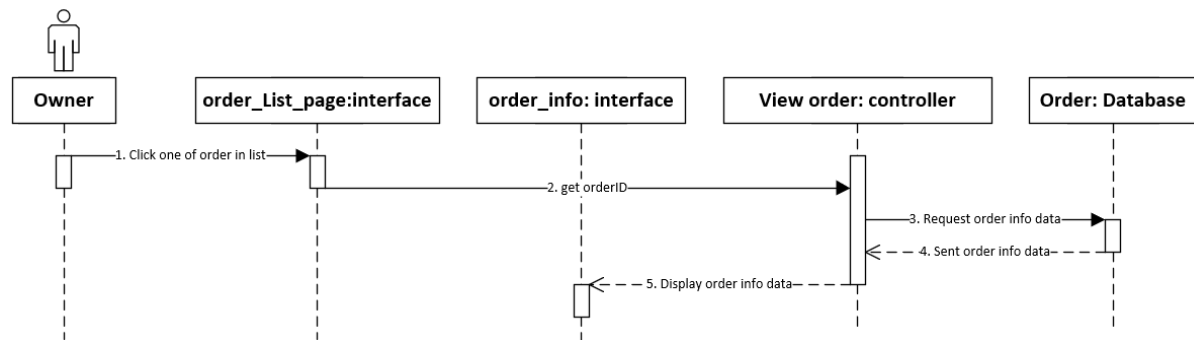 Owner
order_List_page:interface
order_info: interface
View order: controller
Order: Database
1. Click one of order in list
2. get orderID
3. Request order info data
4. Sent order info data
5. Display order info data